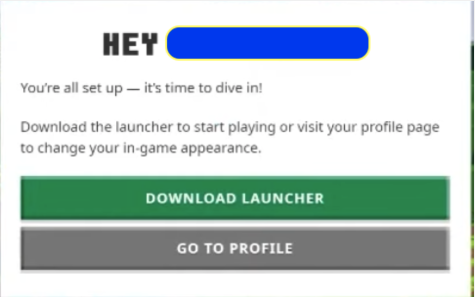 HEY
You're all set up — it's time to dive in!
Download the launcher to start playing or visit your profile page
to change your in-game appearance.
DOWNLOAD LAUNCHER
GO TO PROFILE